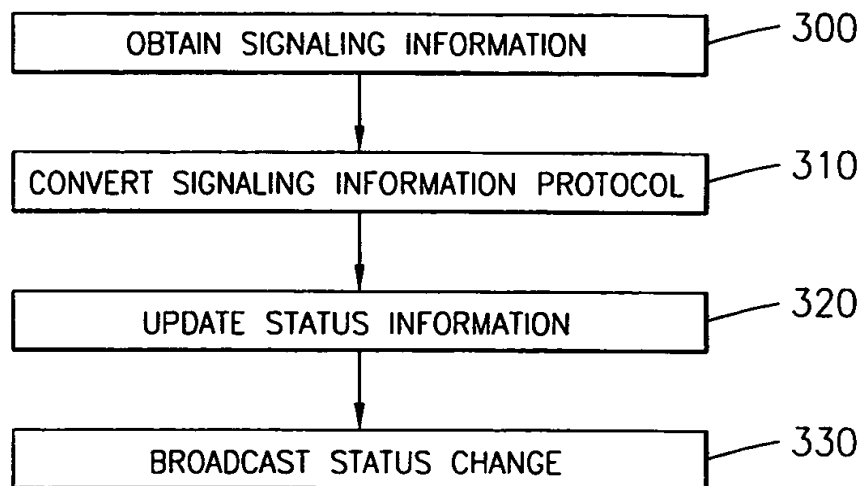 OBTAIN SIGNALING INFORMATION 300
CONVERT SIGNALING INFORMATION PROTOCOL 310
UPDATE STATUS INFORMATION 320
BROADCAST STATUS CHANGE 330